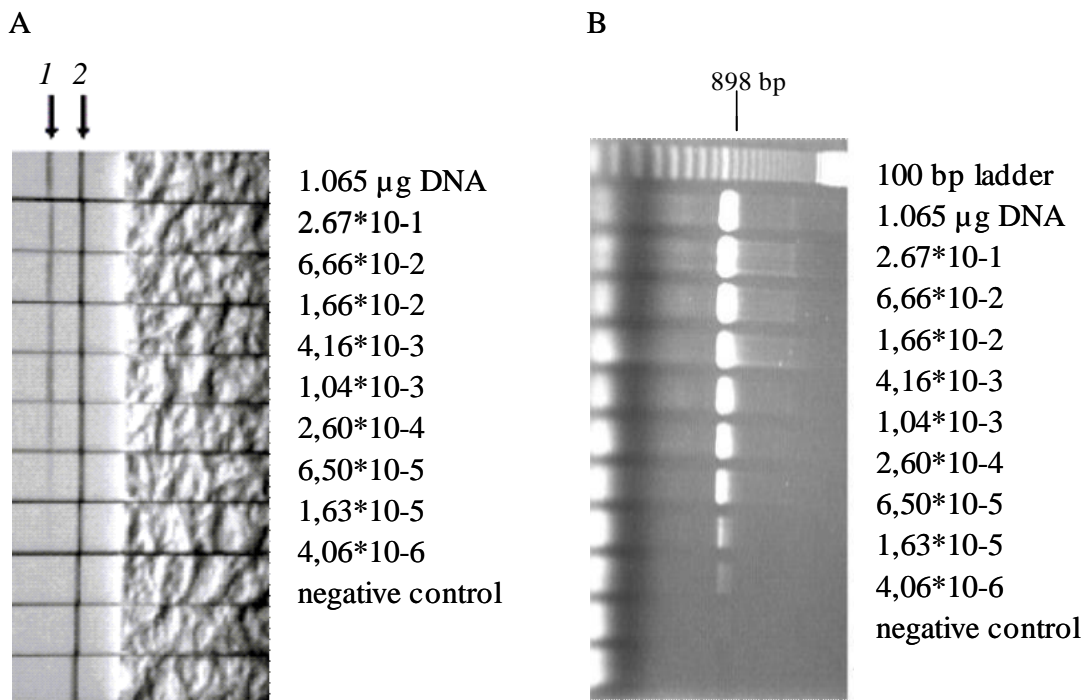 A
1 2
1.065 µg DNA
2.67*10-1
6,66*10-2
1,66*10-2
4,16*10-3
1,04*10-3
2,60*10-4
6,50*10-5
1,63*10-5
4,06*10-6
negative control
B
898 bp
100 bp ladder
1.065 µg DNA
2.67*10-1
6,66*10-2
1,66*10-2
4,16*10-3
1,04*10-3
2,60*10-4
6,50*10-5
1,63*10-5
4,06*10-6
negative control